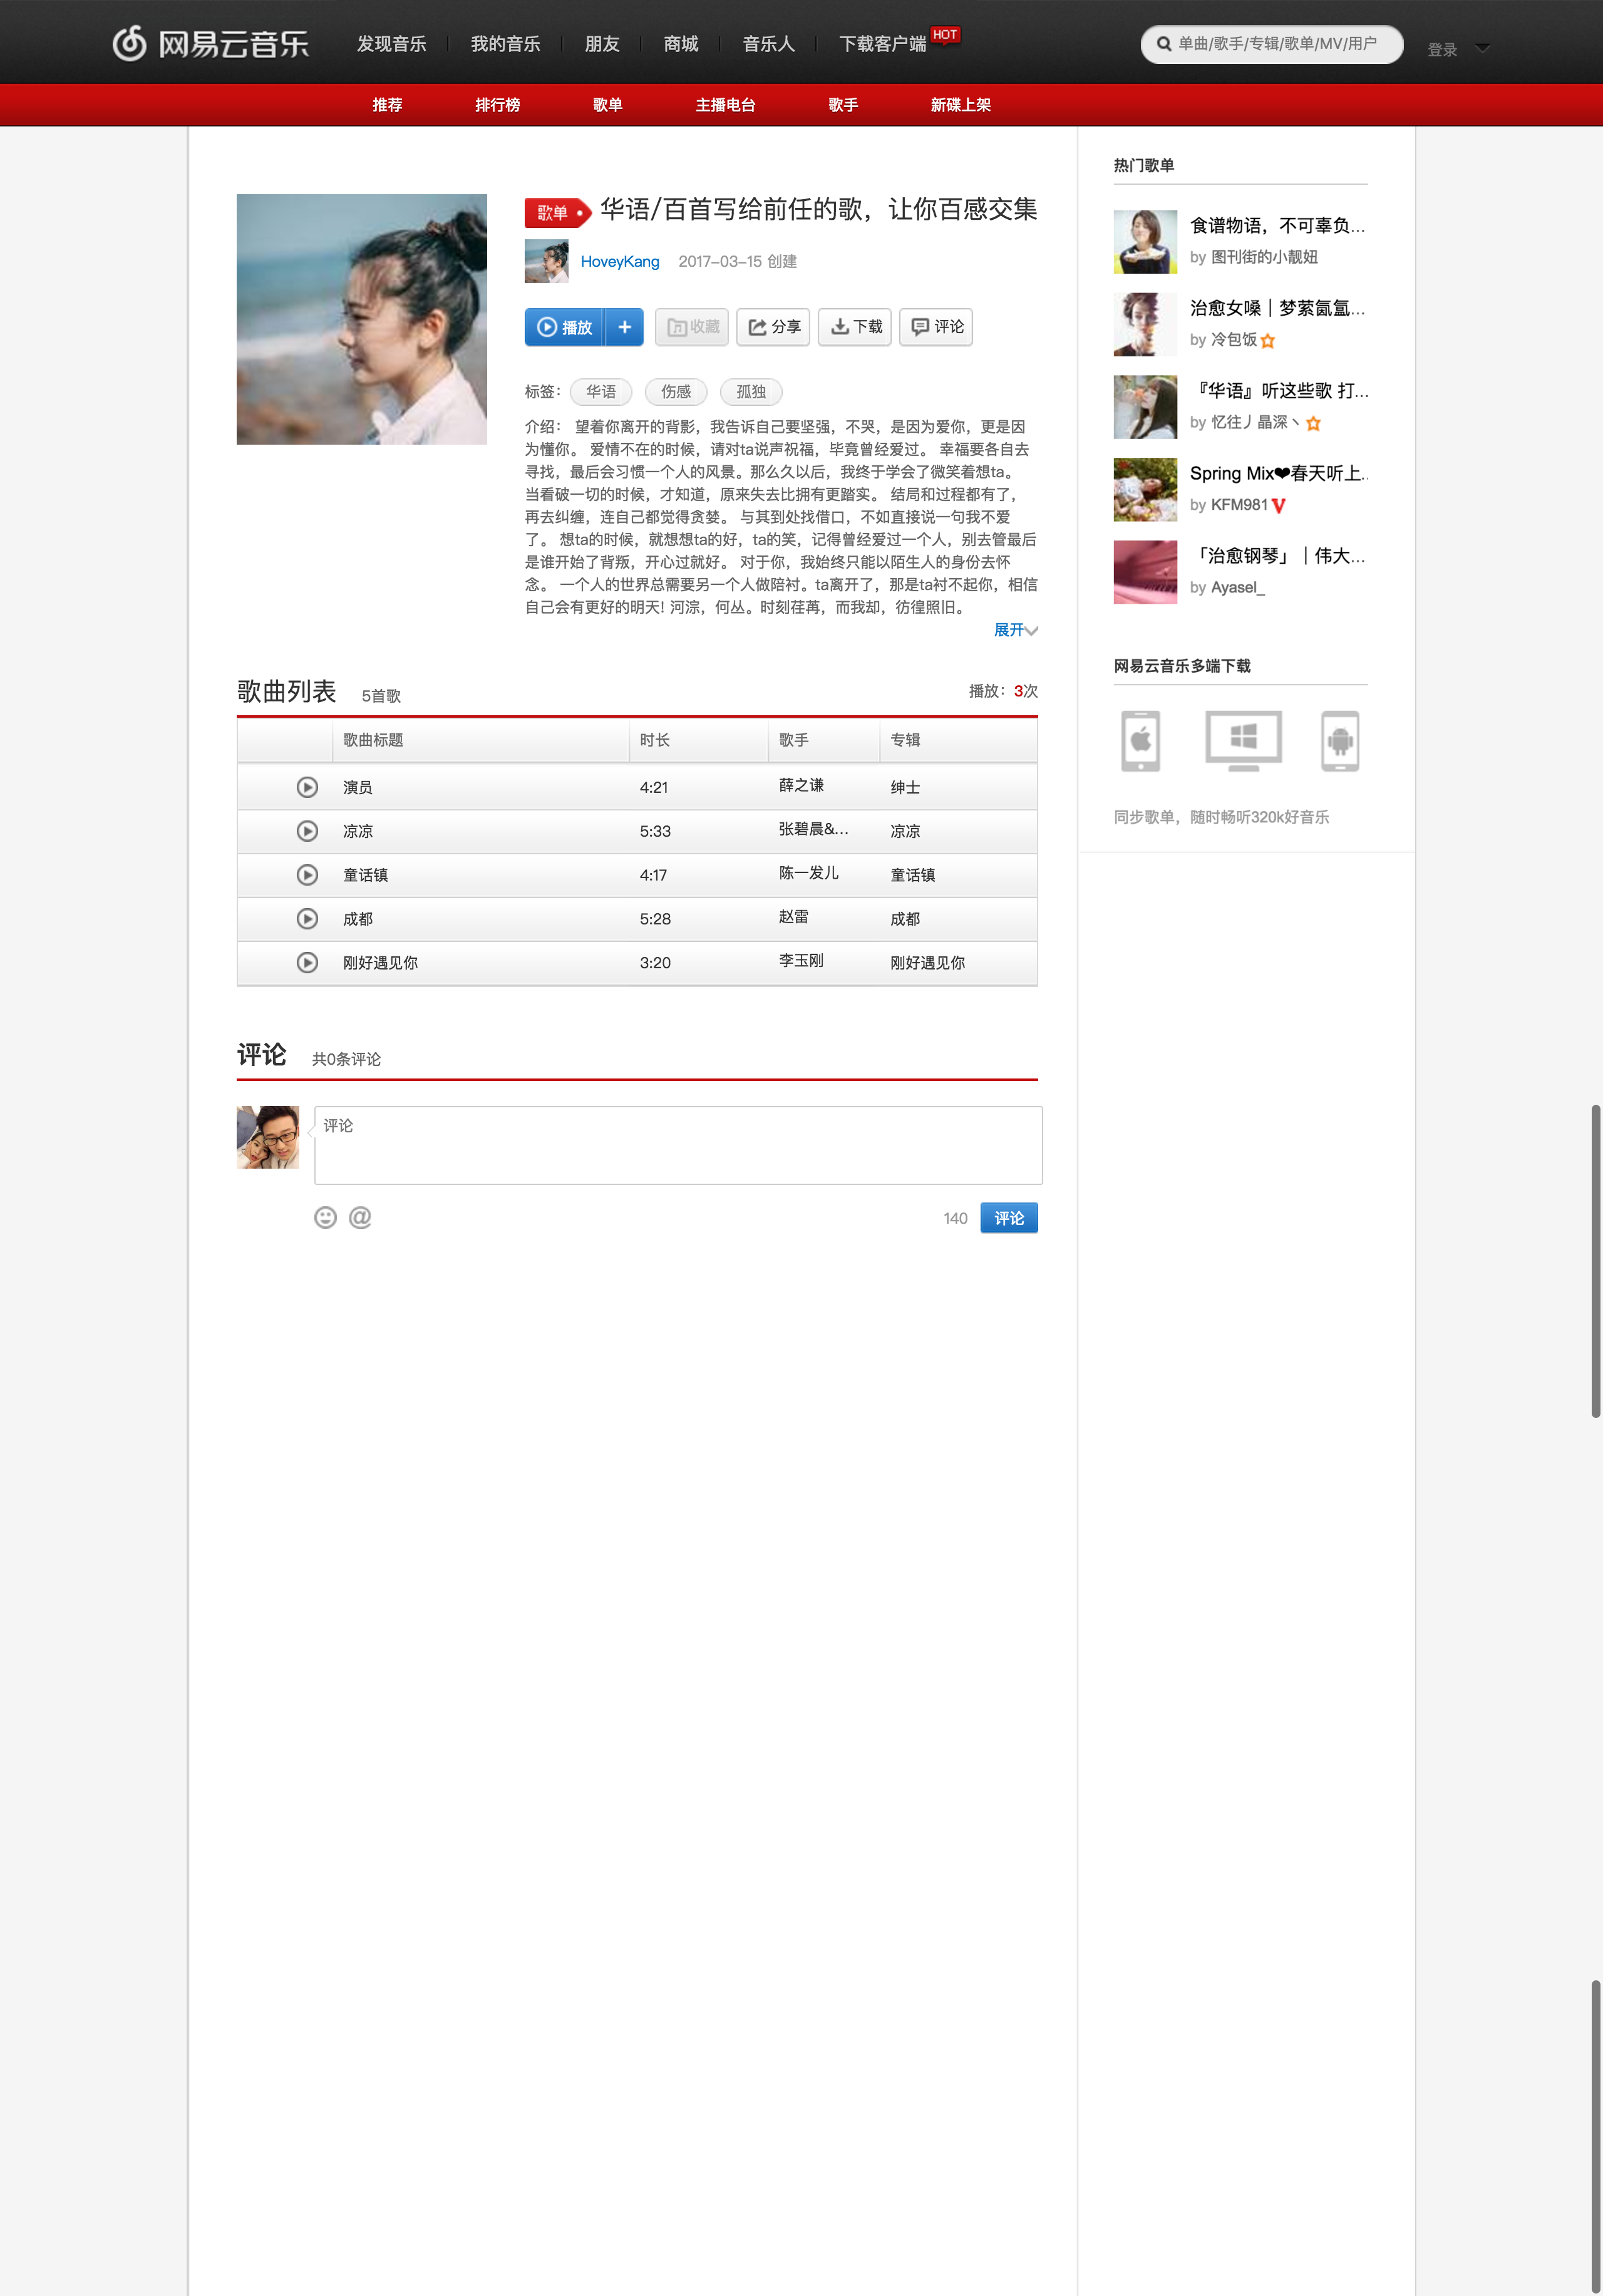 网易云音乐
发现音乐 我的音乐 朋友 商城 音乐人 下载客户端 HOT
单曲/歌手/专辑/歌单/MV/用户
登录
推荐 排行榜 歌单 主播电台 歌手 新碟上架
歌单
华语/百首写给前任的歌，让你百感交集
HoveyKang 2017-03-15 创建
播放 + 收藏 分享 下载 评论
标签： 华语 伤感 孤独
介绍： 望着你离开的背影，我告诉自己要坚强，不哭，是因为爱你，更是因
为懂你。 爱情不在的时候，请对ta说声祝福，毕竟曾经爱过。 幸福要各自去
寻找，最后会习惯一个人的风景。那么久以后，我终于学会了微笑着想ta。
当看破一切的时候，才知道，原来失去比拥有更踏实。 结局和过程都有了，
再去纠缠，连自己都觉得贪婪。 与其到处找借口，不如直接说一句我不爱
了。 想ta的时候，就想想ta的好，ta的笑，记得曾经爱过一个人，别去管最后
是谁开始了背叛，开心过就好。 对于你，我始终只能以陌生人的身份去怀
念。 一个人的世界总需要另一个人做陪衬。ta离开了，那是ta衬不起你，相信
自己会有更好的明天! 河淙，何丛。时刻荏苒，而我却，彷徨照旧。
展开
歌曲列表 5首歌
播放：3次
歌曲标题 时长 歌手 专辑
演员 4:21 薛之谦 绅士
凉凉 5:33 张碧晨&... 凉凉
童话镇 4:17 陈一发儿 童话镇
成都 5:28 赵雷 成都
刚好遇见你 3:20 李玉刚 刚好遇见你
评论 共0条评论
评论
@
140 评论
热门歌单
食谱物语，不可辜负...
by 图刊街的小靓妞
治愈女嗓｜梦萦氤氲...
by 冷包饭
『华语』听这些歌 打...
by 忆往丿晶深丶
Spring Mix❤春天听上..
by KFM981
「治愈钢琴」｜伟大...
by Ayasel_
网易云音乐多端下载
同步歌单，随时畅听320k好音乐